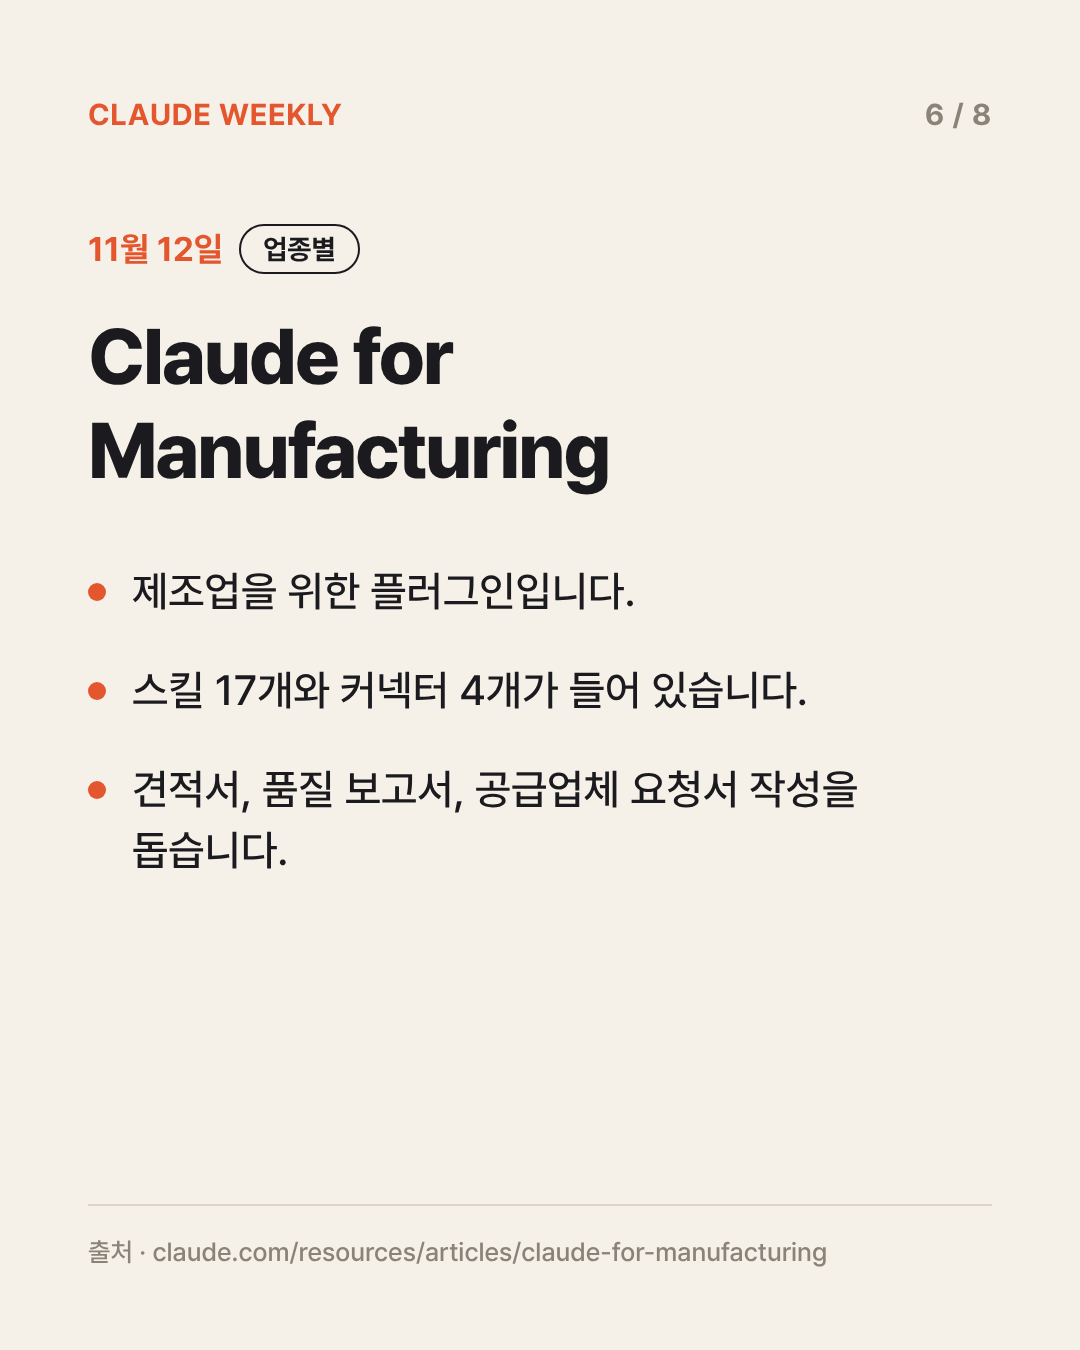 CLAUDE WEEKLY
6 / 8
11월 12일 업종별
Claude for
Manufacturing
제조업을 위한 플러그인입니다.
스킬 17개와 커넥터 4개가 들어 있습니다.
견적서, 품질 보고서, 공급업체 요청서 작성을
돕습니다.
출처 · claude.com/resources/articles/claude-for-manufacturing